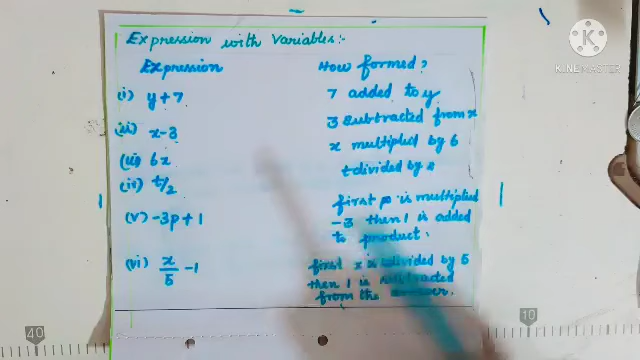 Expression with Variables:-
Expression How formed?
(i) y+7 7 added to y
(ii) x-3 3 subtracted from x
(iii) 6x x multiplied by 6
(iv) t/2 t divided by 2
(v) -3p+1 first p is multiplied
-3 then 1 is added
to product.
(vi) x/5 -1 first x is divided by 5
then 1 is subtracted
from the answer.
K
KINEMASTER
40
10